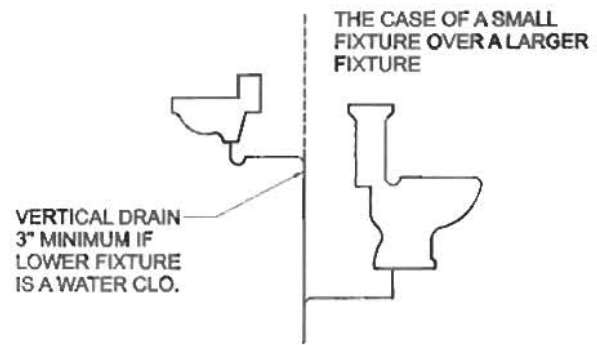 THE CASE OF A SMALL
FIXTURE OVER A LARGER
FIXTURE
VERTICAL DRAIN
3" MINIMUM IF
LOWER FIXTURE
IS A WATER CLO.